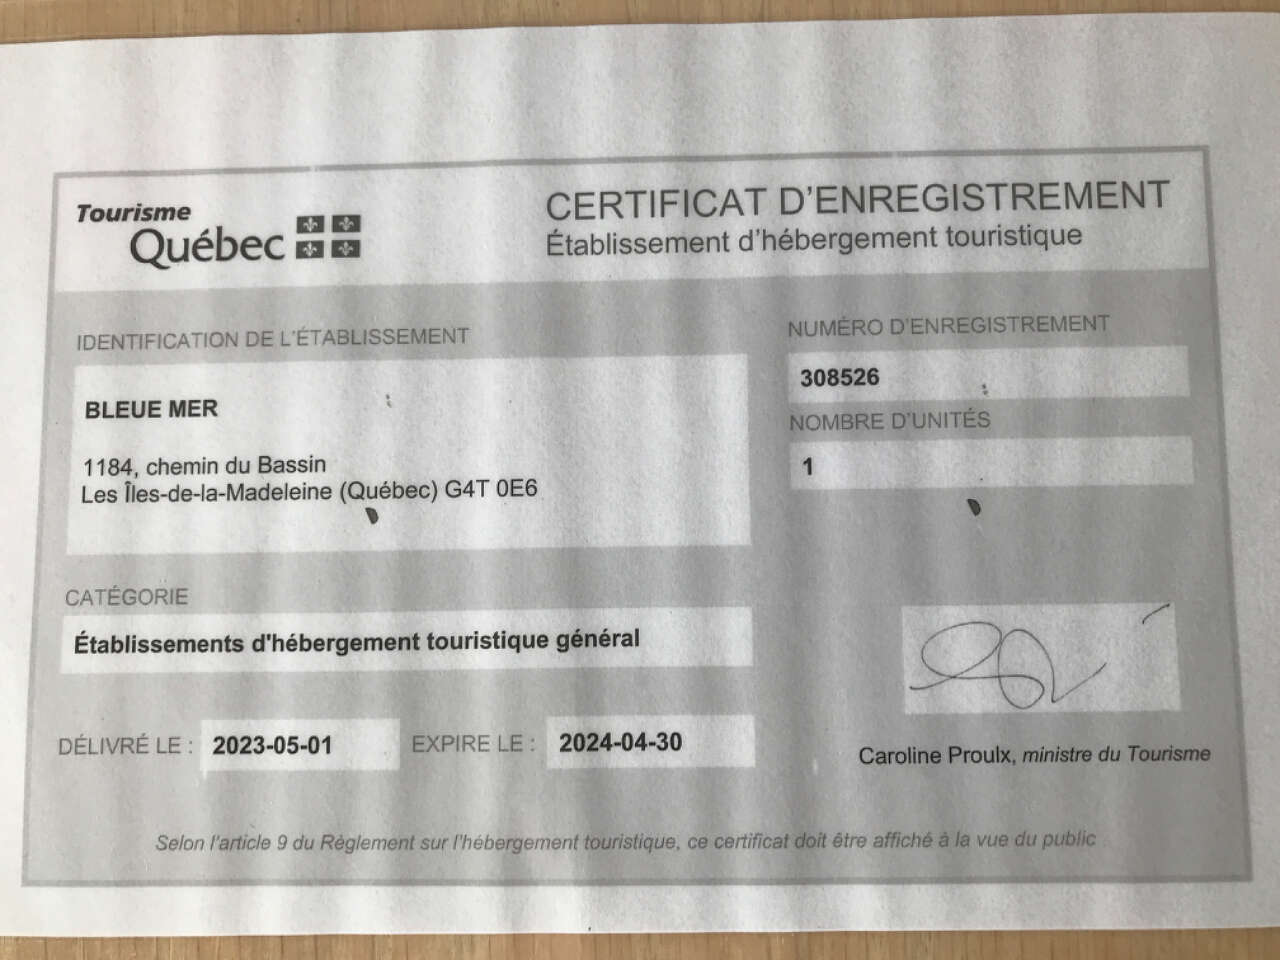 Tourisme
Québec
CERTIFICAT D'ENREGISTREMENT
Établissement d'hébergement touristique
IDENTIFICATION DE L'ÉTABLISSEMENT
BLEUE MER
1184, chemin du Bassin
Les Îles-de-la-Madeleine (Québec) G4T 0E6
NUMÉRO D'ENREGISTREMENT
308526
NOMBRE D'UNITÉS
1
CATÉGORIE
Établissements d'hébergement touristique général
DÉLIVRÉ LE : 2023-05-01 EXPIRE LE : 2024-04-30
Caroline Proulx, ministre du Tourisme
Selon l'article 9 du Règlement sur l'hébergement touristique, ce certificat doit être affiché à la vue du public